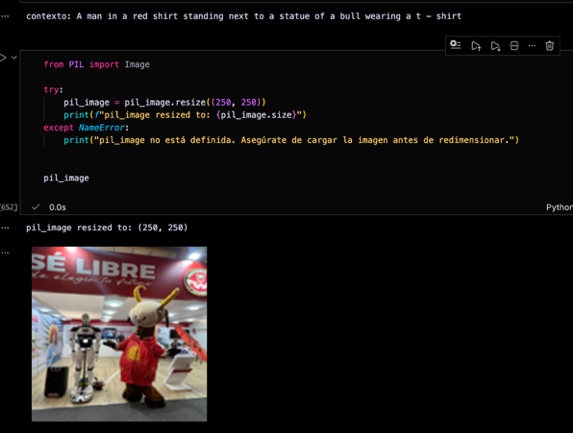 contexto: A man in a red shirt standing next to a statue of a bull wearing a t - shirt
from PIL import Image
try:
pil_image = pil_image.resize((250, 250))
print(f"pil_image resized to: {pil_image.size}")
except NameError:
print("pil_image no está definida. Asegúrate de cargar la imagen antes de redimensionar.")
pil_image
[652]
0.0s
Python
pil_image resized to: (250, 250)
SÉ LIBRE